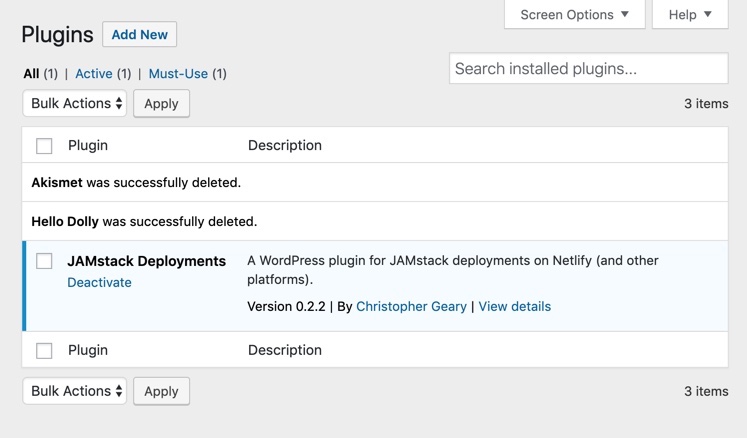 Screen Options ▼ Help ▼
Plugins Add New
All (1) | Active (1) | Must-Use (1)
Search installed plugins...
Bulk Actions Apply 3 items
Plugin Description
Akismet was successfully deleted.
Hello Dolly was successfully deleted.
JAMstack Deployments A WordPress plugin for JAMstack deployments on Netlify (and other
Deactivate platforms).
Version 0.2.2 | By Christopher Geary | View details
Plugin Description
Bulk Actions Apply 3 items